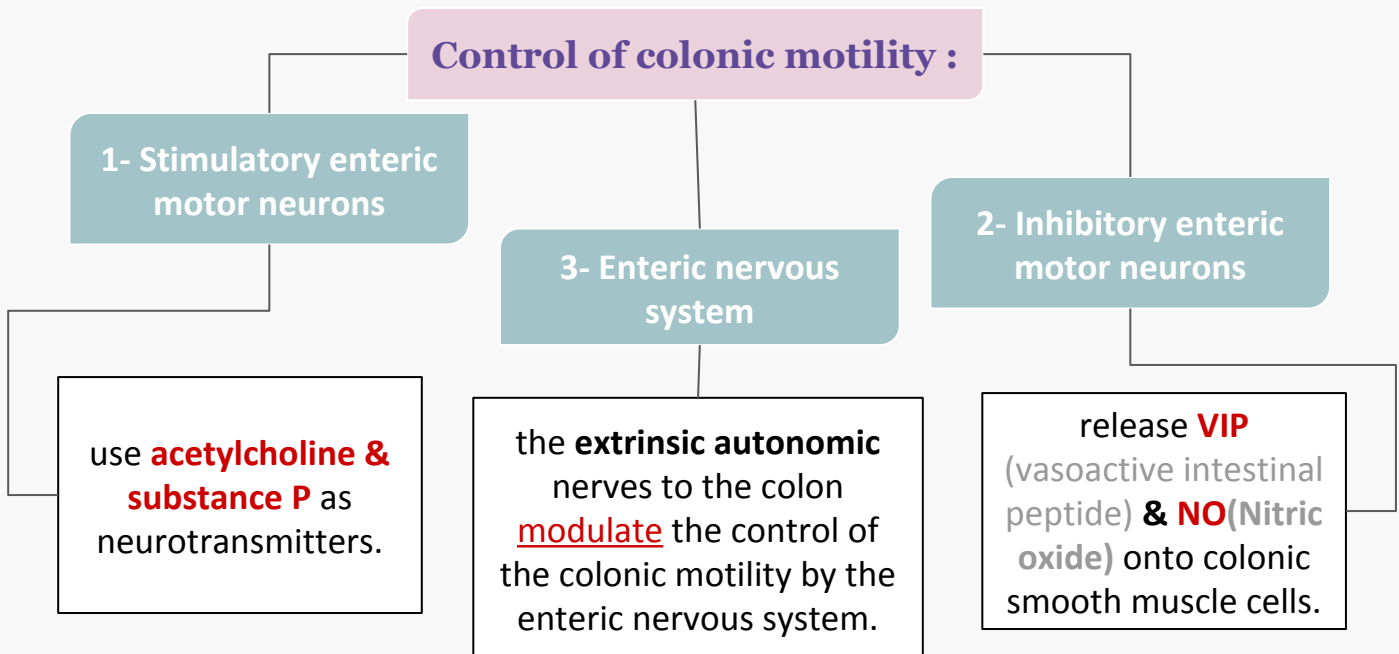 Control of colonic motility :
1- Stimulatory enteric
motor neurons
use acetylcholine &
substance P as
neurotransmitters.
2- Inhibitory enteric
motor neurons
release VIP
(vasoactive intestinal
peptide) & NO(Nitric
oxide) onto colonic
smooth muscle cells.
3- Enteric nervous
system
the extrinsic autonomic
nerves to the colon
modulate the control of
the colonic motility by the
enteric nervous system.